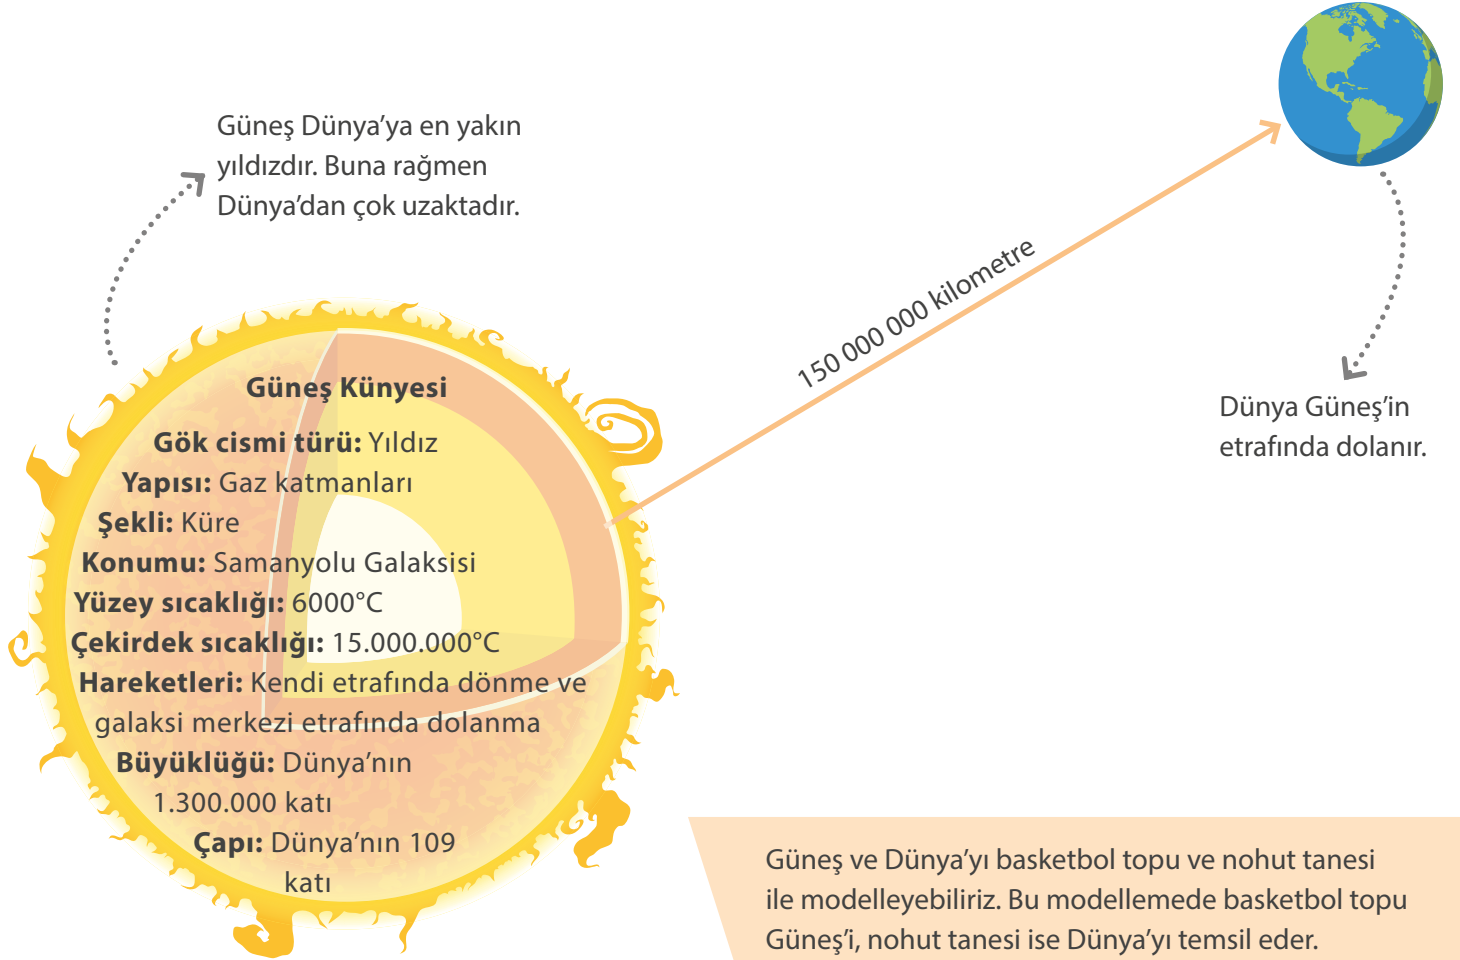 Güneş Dünya’ya en yakın
yıldızdır. Buna rağmen
Dünya’dan çok uzaktadır.
150 000 000 kilometre
Dünya Güneş’in
etrafında dolanır.
Güneş Künyesi
Gök cismi türü: Yıldız
Yapısı: Gaz katmanları
Şekli: Küre
Konumu: Samanyolu Galaksisi
Yüzey sıcaklığı: 6000°C
Çekirdek sıcaklığı: 15.000.000°C
Hareketleri: Kendi etrafında dönme ve
galaksi merkezi etrafında dolanma
Büyüklüğü: Dünya’nın
1.300.000 katı
Çapı: Dünya’nın 109
katı
Güneş ve Dünya’yı basketbol topu ve nohut tanesi
ile modelleyebiliriz. Bu modellemede basketbol topu
Güneş’i, nohut tanesi ise Dünya’yı temsil eder.